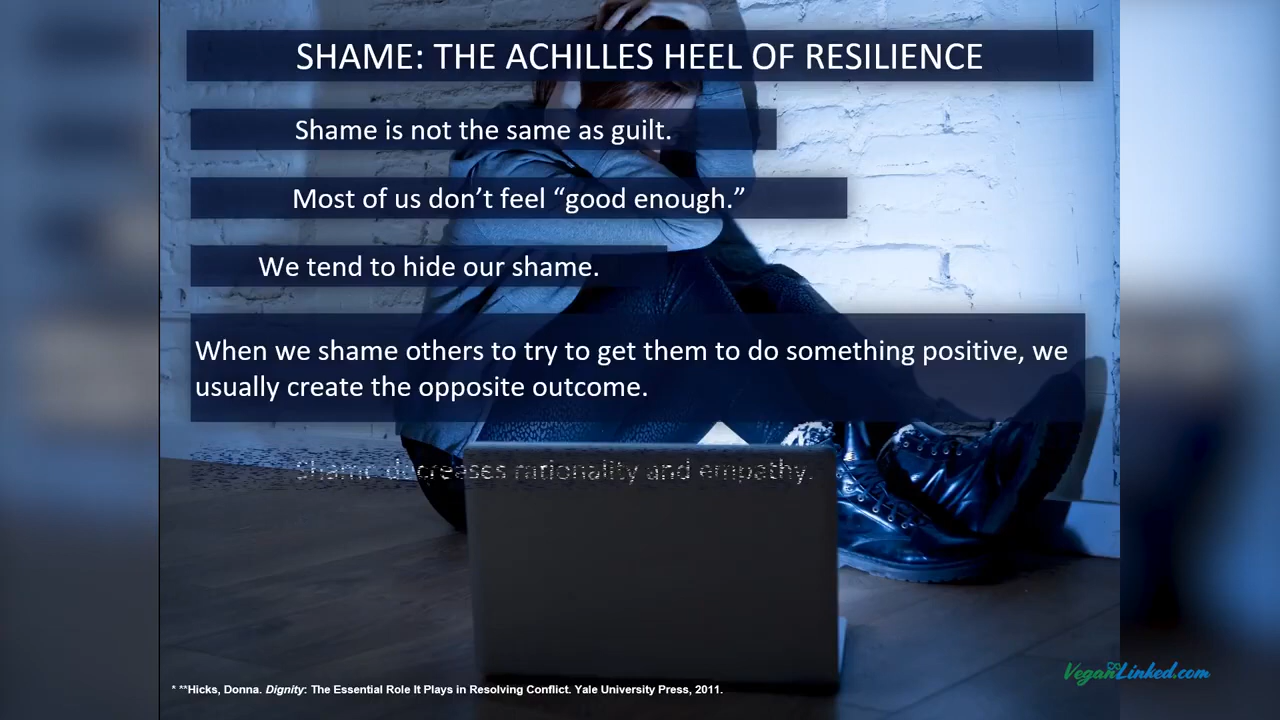 SHAME: THE ACHILLES HEEL OF RESILIENCE
Shame is not the same as guilt.
Most of us don’t feel “good enough.”
We tend to hide our shame.
When we shame others to try to get them to do something positive, we
usually create the opposite outcome.
Shame decreases rationality and empathy.
* **Hicks, Donna. Dignity: The Essential Role It Plays in Resolving Conflict. Yale University Press, 2011.
VeganLinked.com